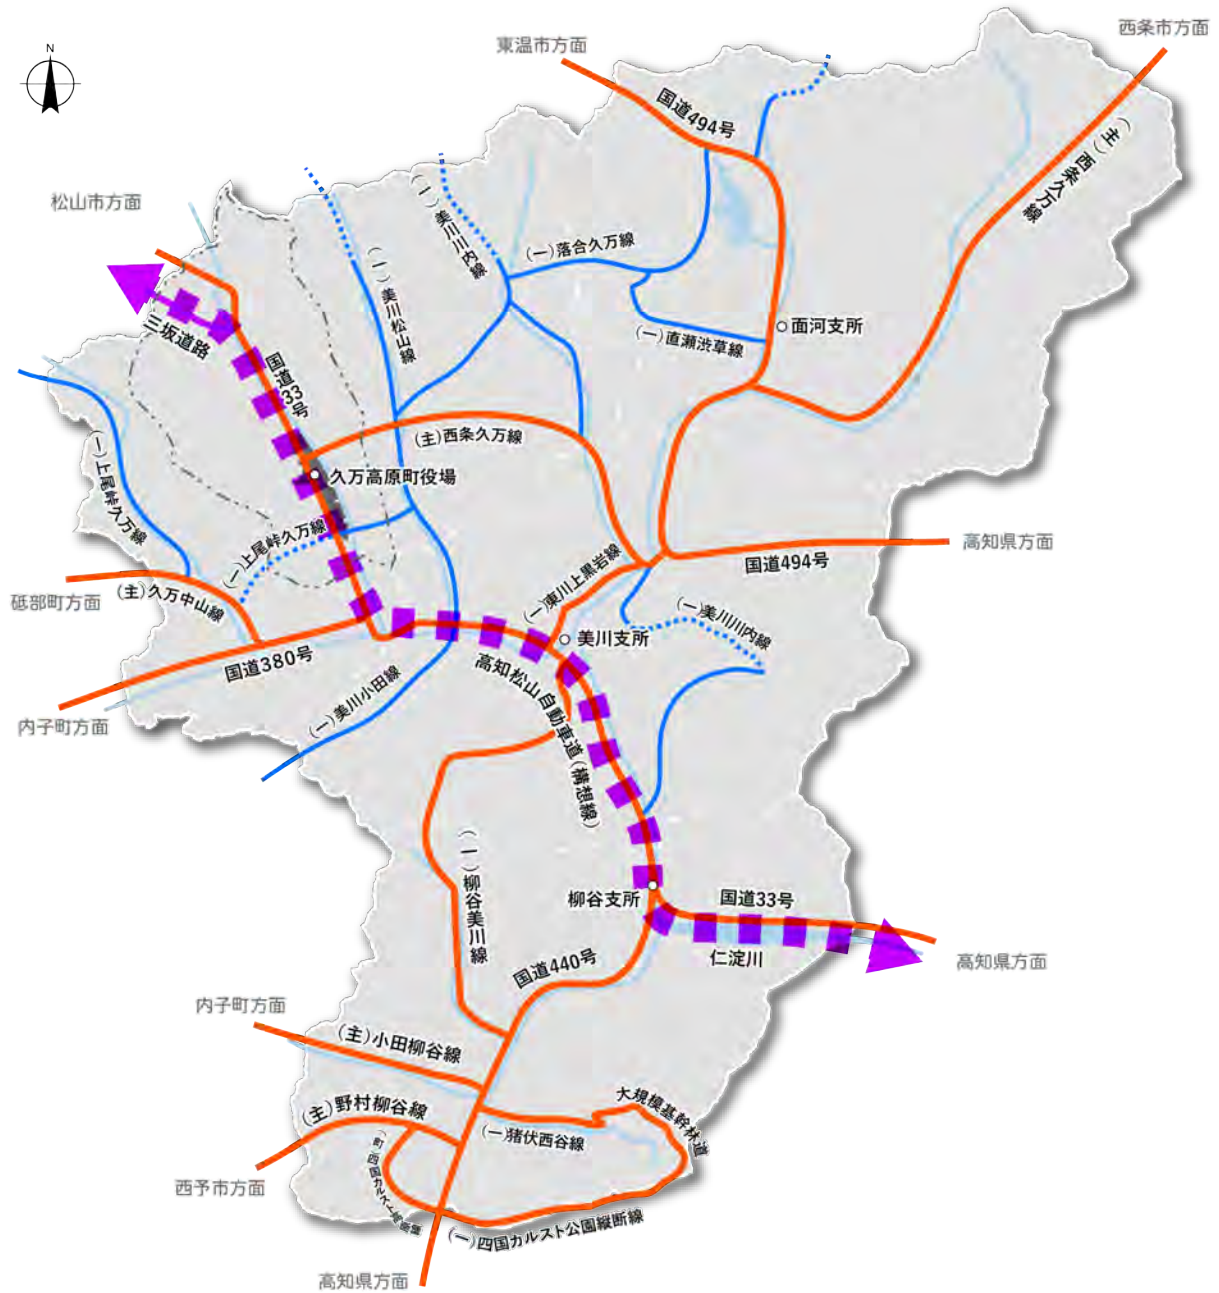 西条市方面
東温市方面
N
国道494号
(主)西条久万線
松山市方面
(一)美川川内線
(一)落合久万線
(一)美川松山線
三坂道路
国道33号
(一)直瀬渋草線
面河支所
(一)上尾峠久万線
(主)西条久万線
久万高原町役場
(一)上尾峠久万線
高知県方面
国道494号
(一)東川上黒岩線
砥部町方面
(主)久万中山線
(一)美川川内線
美川支所
国道380号
高知松山自動車道(構想線)
(一)美川小田線
内子町方面
(一)柳谷美川線
柳谷支所
国道33号
仁淀川
高知県方面
国道440号
内子町方面
(主)小田柳谷線
大規模基幹林道
(主)野村柳谷線
(一)猪伏西谷線
西予市方面
(一)四国カルスト公園縦断線
高知県方面